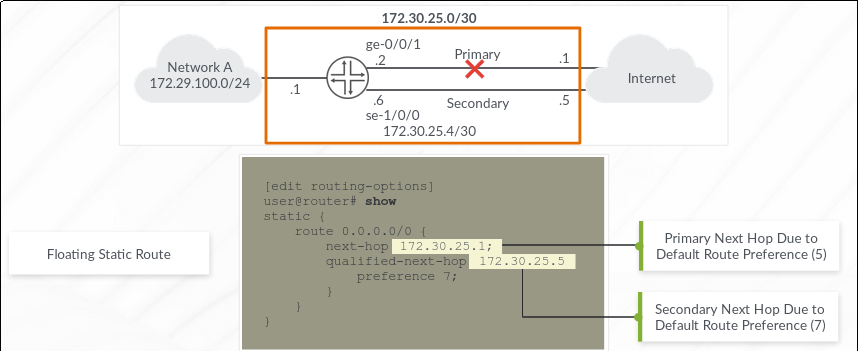 172.30.25.0/30
ge-0/0/1
Primary
.2
.1
Network A
172.29.100.0/24
Internet
.1
.6
Secondary
.5
se-1/0/0
172.30.25.4/30
[edit routing-options]
user@router# show
static {
route 0.0.0.0/0 {
next-hop 172.30.25.1;
qualified-next-hop 172.30.25.5
preference 7;
}
}
}
Floating Static Route
Primary Next Hop Due to
Default Route Preference (5)
Secondary Next Hop Due to
Default Route Preference (7)